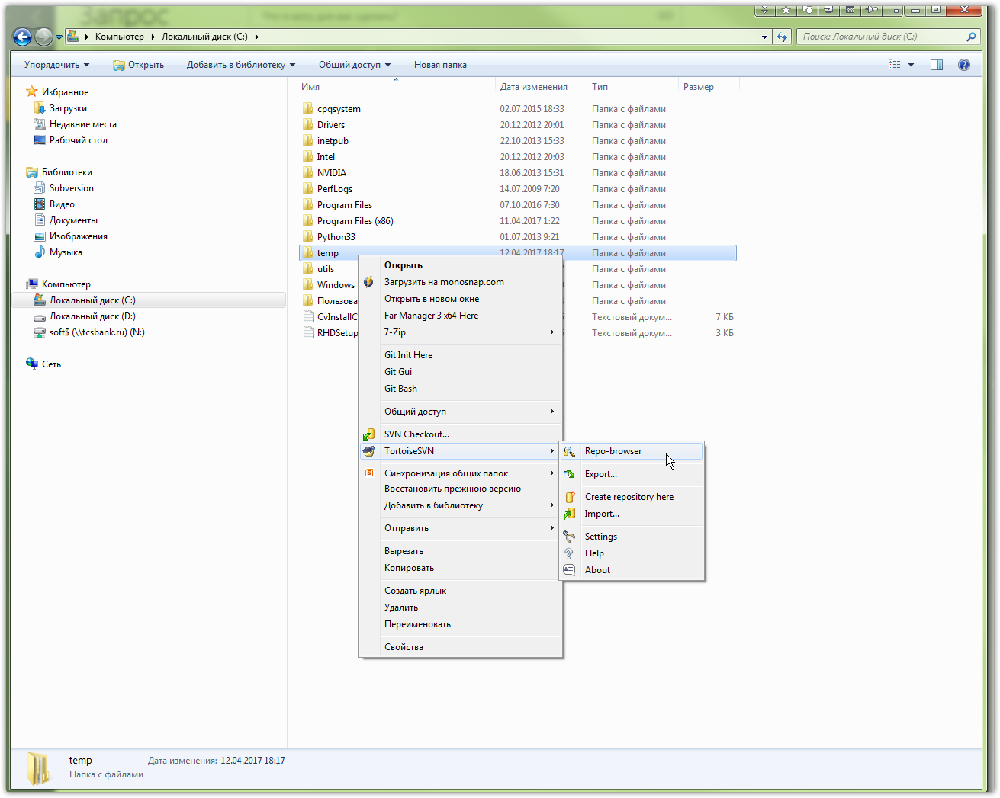 Запрос
Компьютер
Локальный диск (C:)
Поиск: Локальный диск (C:)
Упорядочить
Открыть
Добавить в библиотеку
Общий доступ
Новая папка
Избранное
Загрузки
Недавние места
Рабочий стол
Библиотеки
Subversion
Видео
Документы
Изображения
Музыка
Компьютер
Локальный диск (C:)
Локальный диск (D:)
soft$ (\\tcsbank.ru) (N:)
Сеть
Имя Дата изменения Тип Размер
cpqsystem 02.07.2015 18:33 Папка с файлами
Drivers 20.12.2012 20:01 Папка с файлами
inetpub 22.10.2013 15:33 Папка с файлами
Intel 20.12.2012 20:03 Папка с файлами
NVIDIA 18.06.2013 15:31 Папка с файлами
PerfLogs 14.07.2009 7:20 Папка с файлами
Program Files 07.10.2016 7:30 Папка с файлами
Program Files (x86) 11.04.2017 1:22 Папка с файлами
Python33 01.07.2013 9:21 Папка с файлами
temp 12.04.2017 18:17 Папка с файлами
utils Папка с файлами
Windows Папка с файлами
Пользова Папка с файлами
CvInstallC Текстовый докум... 7 КБ
RHDSetup Текстовый докум... 3 КБ
Открыть
Загрузить на monosnap.com
Открыть в новом окне
Far Manager 3 x64 Here
7-Zip
Git Init Here
Git Gui
Git Bash
Общий доступ
SVN Checkout...
TortoiseSVN
Синхронизация общих папок
Восстановить прежнюю версию
Добавить в библиотеку
Отправить
Вырезать
Копировать
Создать ярлык
Удалить
Переименовать
Свойства
Repo-browser
Export...
Create repository here
Import...
Settings
Help
About
temp Дата изменения: 12.04.2017 18:17
Папка с файлами